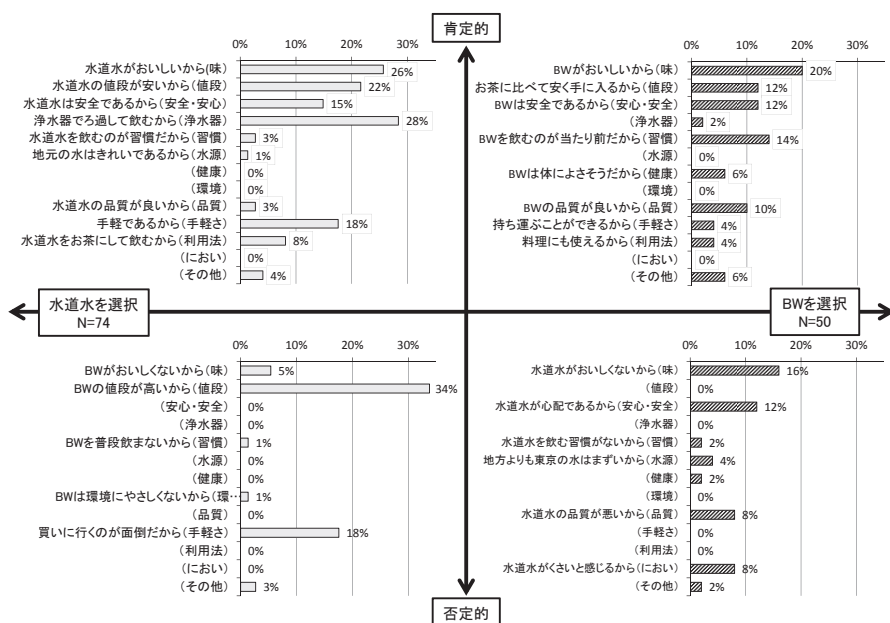 肯定的
0% 10% 20% 30%
水道水がおいしいから(味) 26%
水道水の値段が安いから(値段) 22%
水道水は安全であるから(安全・安心) 15%
浄水器でろ過して飲むから(浄水器) 28%
水道水を飲むのが習慣だから(習慣) 3%
地元の水はきれいであるから(水源) 1%
(健康) 0%
(環境) 0%
水道水の品質が良いから(品質) 3%
手軽であるから(手軽さ) 18%
水道水をお茶にして飲むから(利用法) 8%
(におい) 0%
(その他) 4%
0% 10% 20% 30%
BWがおいしいから(味) 20%
お茶に比べて安く手に入るから(値段) 12%
BWは安全であるから(安心・安全) 12%
(浄水器) 2%
BWを飲むのが当たり前だから(習慣) 14%
(水源) 0%
BWは体によさそうだから(健康) 6%
(環境) 0%
BWの品質が良いから(品質) 10%
持ち運ぶことができるから(手軽さ) 4%
料理にも使えるから(利用法) 4%
(におい) 0%
(その他) 6%
水道水を選択
N=74
BWを選択
N=50
0% 10% 20% 30%
BWがおいしくないから(味) 5%
BWの値段が高いから(値段) 34%
(安心・安全) 0%
(浄水器) 0%
BWを普段飲まないから(習慣) 1%
(水源) 0%
(健康) 0%
BWは環境にやさしくないから(環… 1%
(品質) 0%
買いに行くのが面倒だから(手軽さ) 18%
(利用法) 0%
(におい) 0%
(その他) 3%
0% 10% 20% 30%
水道水がおいしくないから(味) 16%
(値段) 0%
水道水が心配であるから(安心・安全) 12%
(浄水器) 0%
水道水を飲む習慣がないから(習慣) 2%
地方よりも東京の水はまずいから(水源) 4%
(健康) 2%
(環境) 0%
水道水の品質が悪いから(品質) 8%
(手軽さ) 0%
(利用法) 0%
水道水がくさいと感じるから(におい) 8%
(その他) 2%
否定的